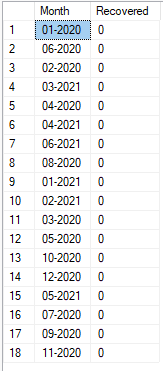 Month Recovered
1 01-2020 0
2 06-2020 0
3 02-2020 0
4 03-2021 0
5 04-2020 0
6 04-2021 0
7 06-2021 0
8 08-2020 0
9 01-2021 0
10 02-2021 0
11 03-2020 0
12 05-2020 0
13 10-2020 0
14 12-2020 0
15 05-2021 0
16 07-2020 0
17 09-2020 0
18 11-2020 0